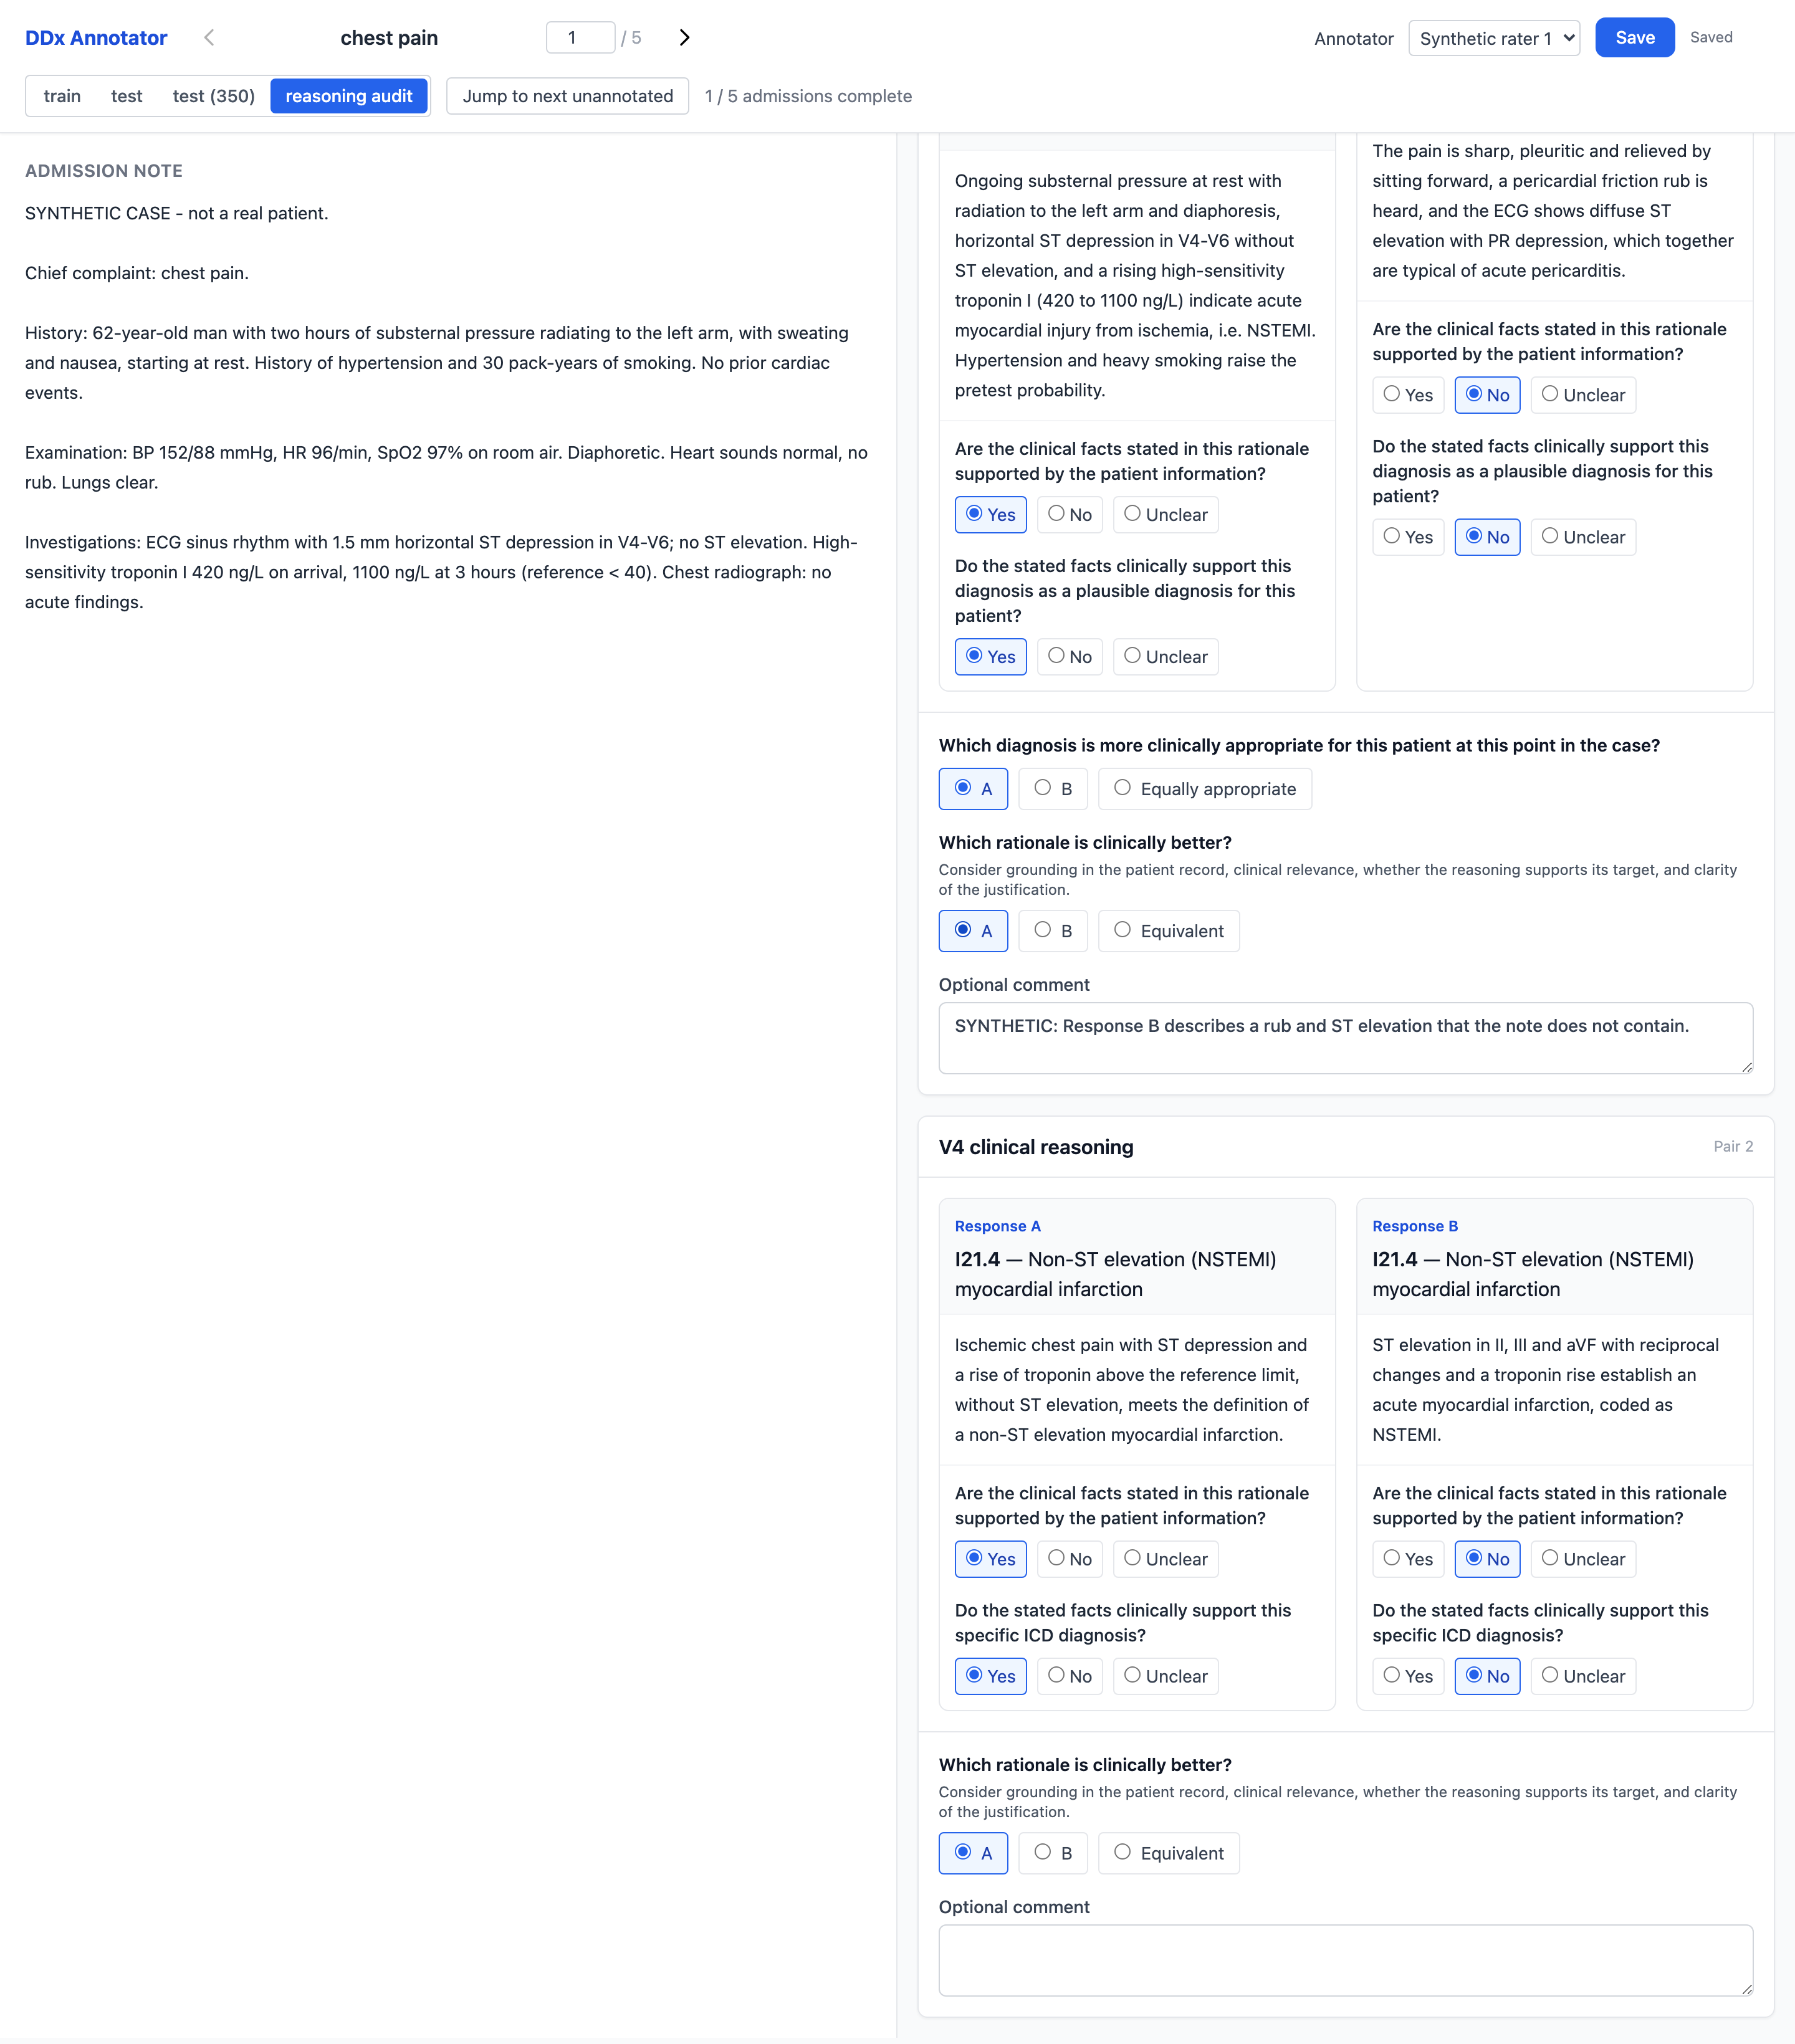 DDx Annotator
chest pain
1 / 5
Annotator
Synthetic rater 1
Save
Saved
train
test
test (350)
reasoning audit
Jump to next unannotated
1 / 5 admissions complete
ADMISSION NOTE
SYNTHETIC CASE - not a real patient.
Chief complaint: chest pain.
History: 62-year-old man with two hours of substernal pressure radiating to the left arm, with sweating
and nausea, starting at rest. History of hypertension and 30 pack-years of smoking. No prior cardiac
events.
Examination: BP 152/88 mmHg, HR 96/min, SpO2 97% on room air. Diaphoretic. Heart sounds normal, no
rub. Lungs clear.
Investigations: ECG sinus rhythm with 1.5 mm horizontal ST depression in V4-V6; no ST elevation. High-
sensitivity troponin I 420 ng/L on arrival, 1100 ng/L at 3 hours (reference < 40). Chest radiograph: no
acute findings.
Ongoing substernal pressure at rest with
radiation to the left arm and diaphoresis,
horizontal ST depression in V4-V6 without
ST elevation, and a rising high-sensitivity
troponin I (420 to 1100 ng/L) indicate acute
myocardial injury from ischemia, i.e. NSTEMI.
Hypertension and heavy smoking raise the
pretest probability.
Are the clinical facts stated in this rationale
supported by the patient information?
Yes No Unclear
Do the stated facts clinically support this
diagnosis as a plausible diagnosis for this
patient?
Yes No Unclear
The pain is sharp, pleuritic and relieved by
sitting forward, a pericardial friction rub is
heard, and the ECG shows diffuse ST
elevation with PR depression, which together
are typical of acute pericarditis.
Are the clinical facts stated in this rationale
supported by the patient information?
Yes No Unclear
Do the stated facts clinically support this
diagnosis as a plausible diagnosis for this
patient?
Yes No Unclear
Which diagnosis is more clinically appropriate for this patient at this point in the case?
A B Equally appropriate
Which rationale is clinically better?
Consider grounding in the patient record, clinical relevance, whether the reasoning supports its target, and clarity
of the justification.
A B Equivalent
Optional comment
SYNTHETIC: Response B describes a rub and ST elevation that the note does not contain.
V4 clinical reasoning
Pair 2
Response A
I21.4 — Non-ST elevation (NSTEMI)
myocardial infarction
Ischemic chest pain with ST depression and
a rise of troponin above the reference limit,
without ST elevation, meets the definition of
a non-ST elevation myocardial infarction.
Are the clinical facts stated in this rationale
supported by the patient information?
Yes No Unclear
Do the stated facts clinically support this
specific ICD diagnosis?
Yes No Unclear
Response B
I21.4 — Non-ST elevation (NSTEMI)
myocardial infarction
ST elevation in II, III and aVF with reciprocal
changes and a troponin rise establish an
acute myocardial infarction, coded as
NSTEMI.
Are the clinical facts stated in this rationale
supported by the patient information?
Yes No Unclear
Do the stated facts clinically support this
specific ICD diagnosis?
Yes No Unclear
Which rationale is clinically better?
Consider grounding in the patient record, clinical relevance, whether the reasoning supports its target, and clarity
of the justification.
A B Equivalent
Optional comment